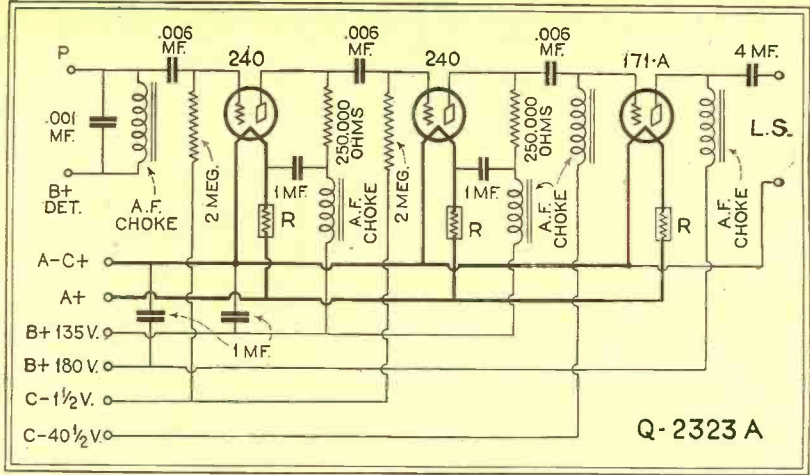 P
.006
MF.
240
.006
MF.
240
.006
MF.
171-A
4 MF.
.001
MF.
2 MEG.
250,000
OHMS
2 MEG.
250,000
OHMS
L.S.
B+
DET.
A.F.
CHOKE
1 MF.
R
A.F.
CHOKE
1 MF.
R
A.F.
CHOKE
R
A.F.
CHOKE
A-C+
A+
B+ 135 V.
1 MF.
B+ 180 V.
C-1½ V.
C-40½ V.
Q-2323 A